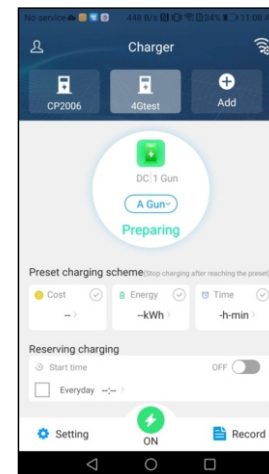 No service 448 B/s 24% 11:08 A
Charger
CP2006 4Gtest Add
DC|1 Gun
A Gun
Preparing
Preset charging scheme(Stop charging after reaching the preset)
Cost Energy Time
-- --kWh -h-min
Reserving charging
Start time OFF
Everyday --:--
Setting ON Record